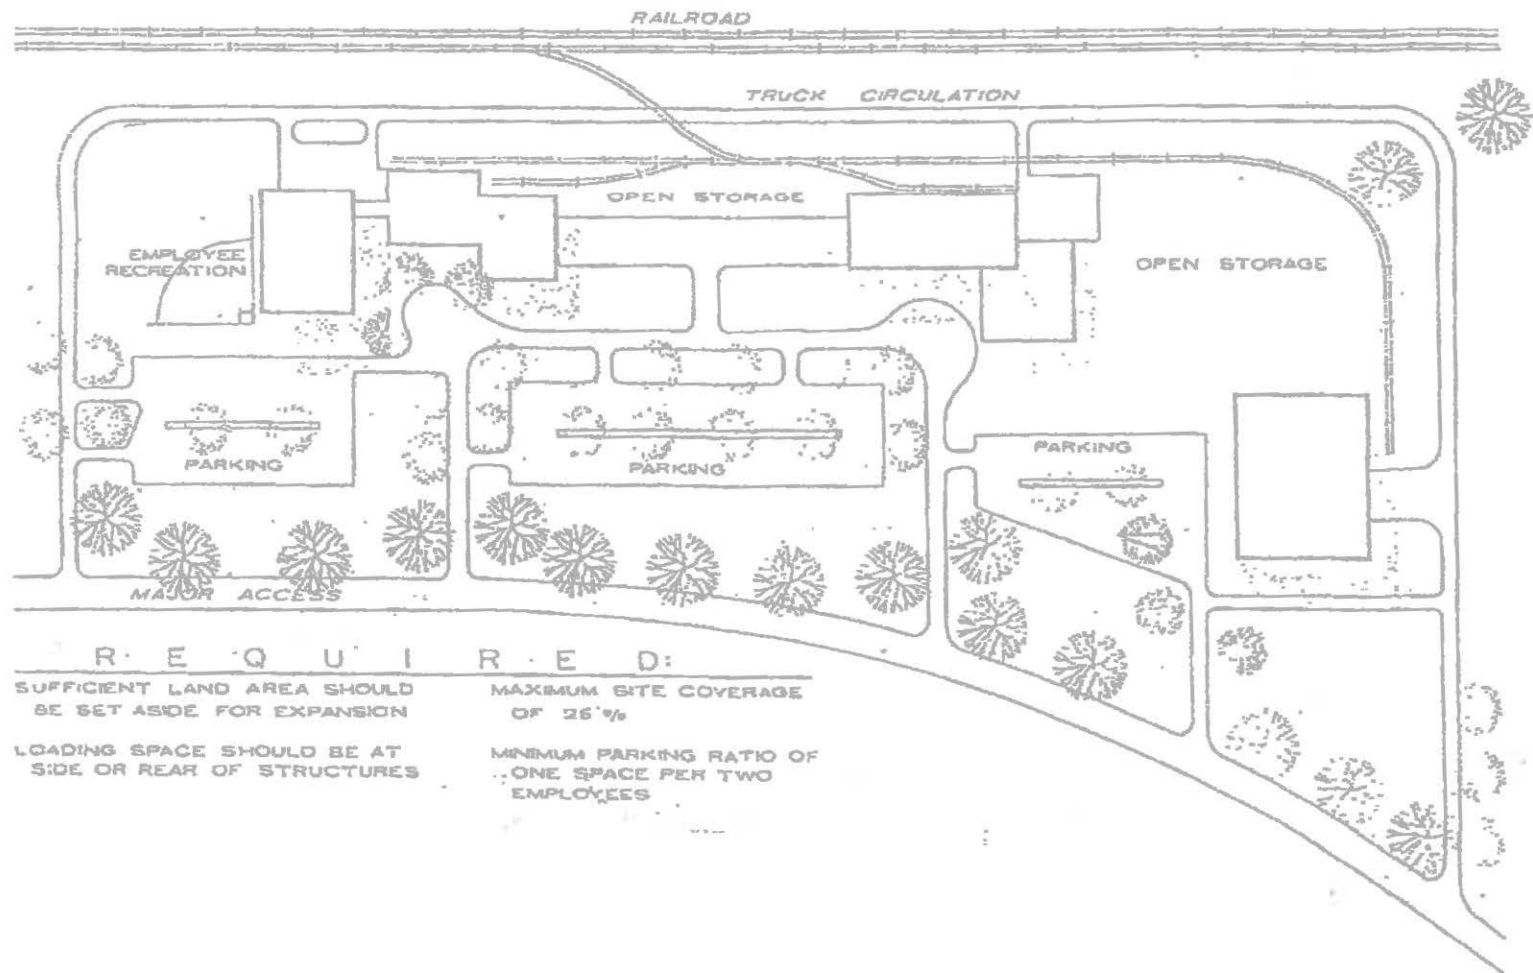 RAILROAD
TRUCK CIRCULATION
OPEN STORAGE
EMPLOYEE
RECREATION
OPEN STORAGE
PARKING
PARKING
PARKING
MAJOR ACCESS
REQUIRED:
SUFFICIENT LAND AREA SHOULD
BE SET ASIDE FOR EXPANSION
LOADING SPACE SHOULD BE AT
SIDE OR REAR OF STRUCTURES
MAXIMUM SITE COVERAGE
OF 25 %
MINIMUM PARKING RATIO OF
ONE SPACE PER TWO
EMPLOYEES